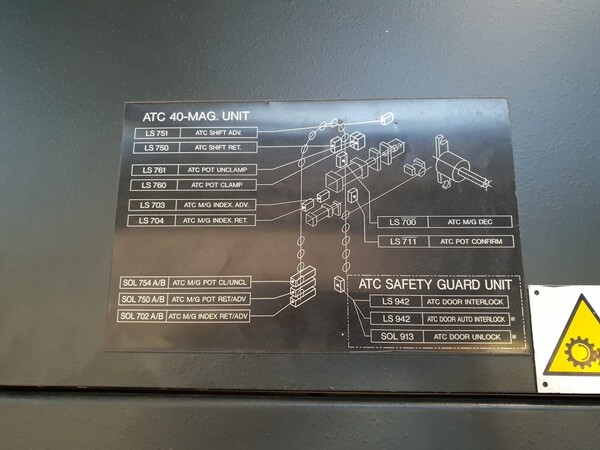 ATC 40-MAG. UNIT
LS 751 ATC SHIFT ADV.
LS 750 ATC SHIFT RET.
LS 761 ATC POT UNCLAMP
LS 760 ATC POT CLAMP
LS 703 ATC M/G INDEX. ADV.
LS 704 ATC M/G INDEX. RET.
LS 700 ATC M/G DEC
LS 711 ATC POT CONFIRM
SOL 754 A/B ATC M/G POT CL/UNCL
SOL 750 A/B ATC M/G POT RET/ADV
SOL 702 A/B ATC M/G INDEX RET/ADV
ATC SAFETY GUARD UNIT
LS 942 ATC DOOR INTERLOCK
LS 942 ATC DOOR AUTO INTERLOCK *
SOL 913 ATC DOOR UNLOCK *